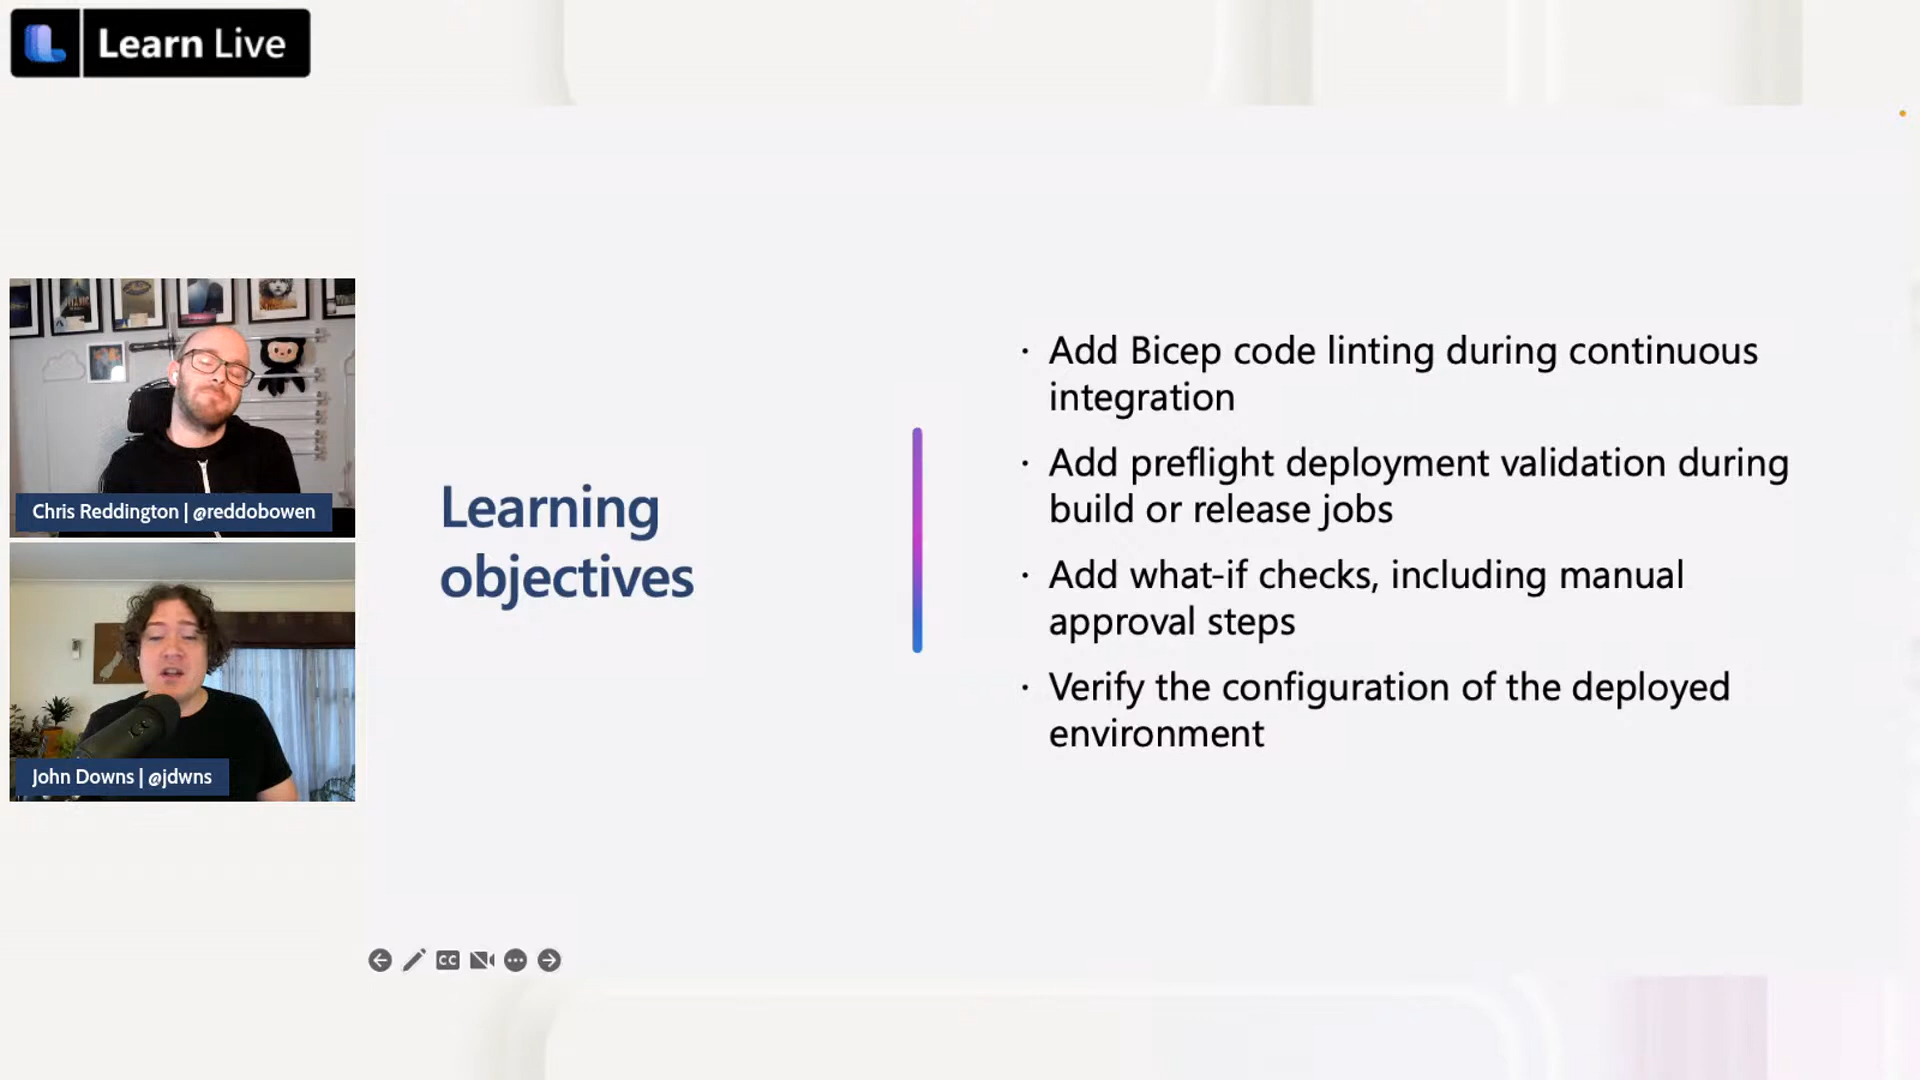 Learn Live
Chris Reddington | @reddobowen
John Downs | @jdwns
Learning
objectives
· Add Bicep code linting during continuous
integration
· Add preflight deployment validation during
build or release jobs
· Add what-if checks, including manual
approval steps
· Verify the configuration of the deployed
environment
CC